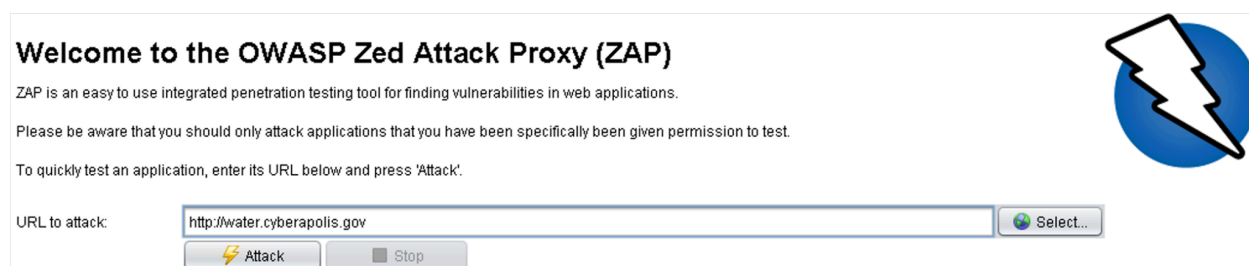 Welcome to the OWASP Zed Attack Proxy (ZAP)
ZAP is an easy to use integrated penetration testing tool for finding vulnerabilities in web applications.
Please be aware that you should only attack applications that you have been specifically been given permission to test.
To quickly test an application, enter its URL below and press 'Attack'.
URL to attack: http://water.cyberapolis.gov Select...
Attack Stop